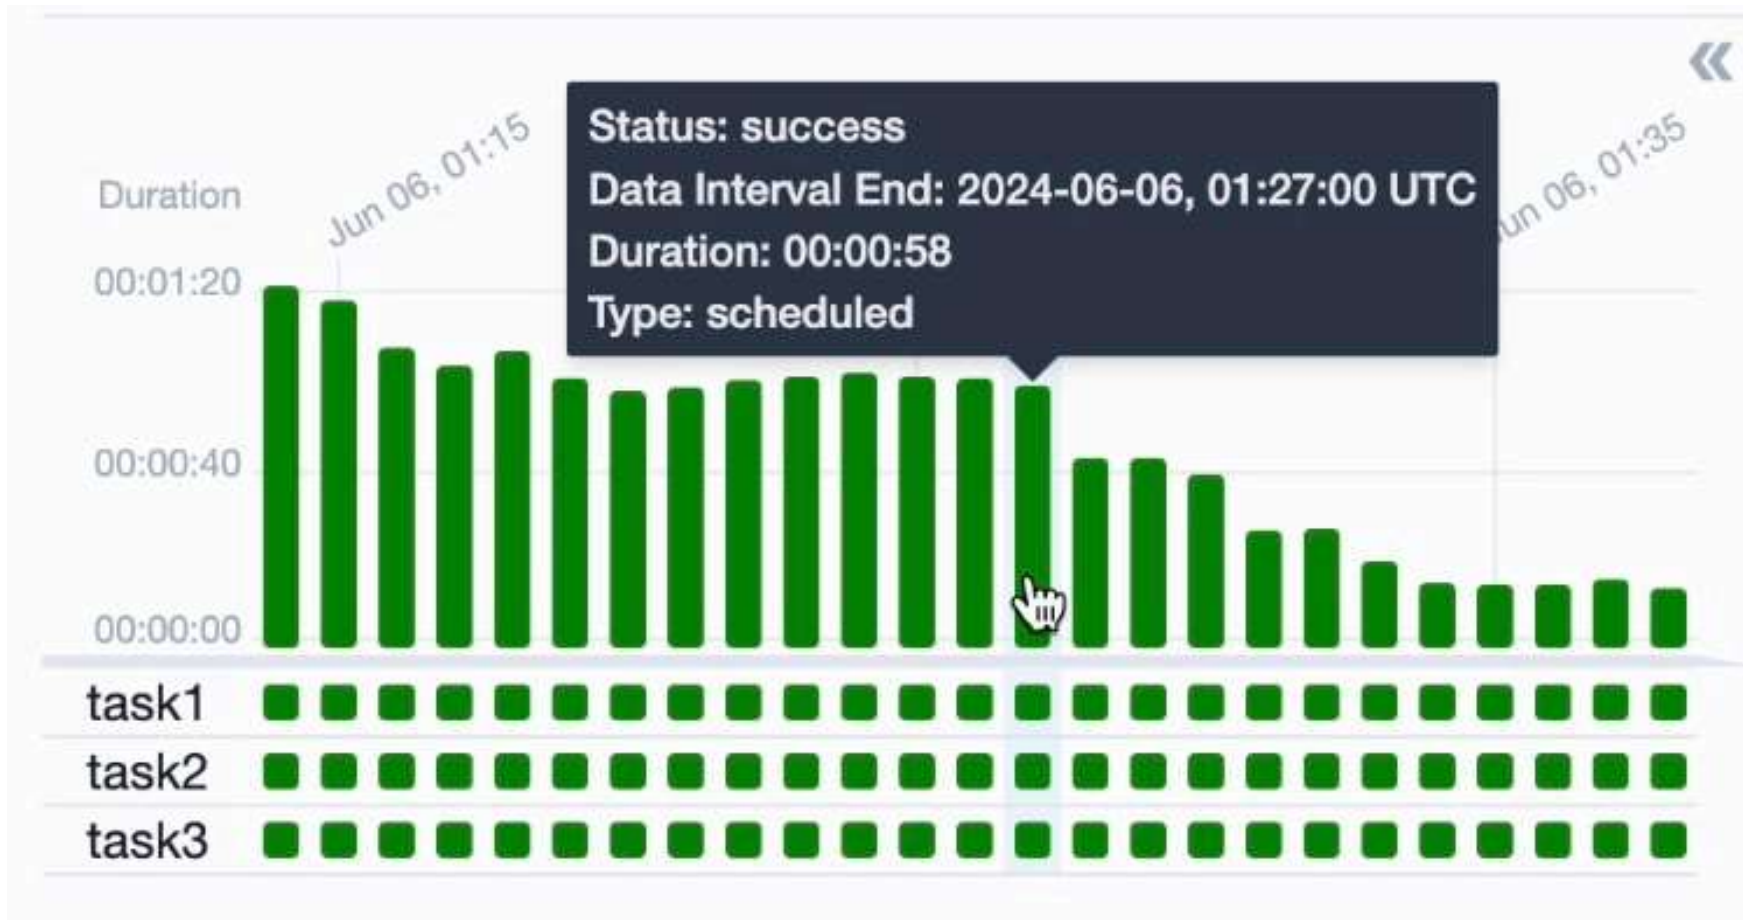 «
Status: success
Data Interval End: 2024-06-06, 01:27:00 UTC
Duration: 00:00:58
Type: scheduled
Duration
Jun 06, 01:15
un 06, 01:35
00:01:20
00:00:40
00:00:00
task1
task2
task3